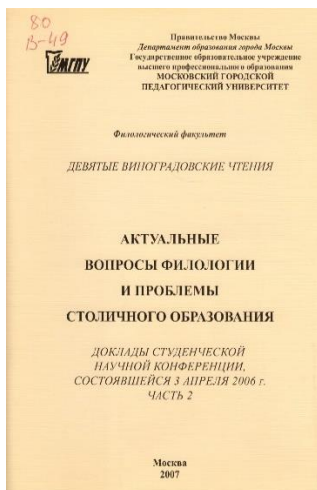 80
В-49
МГПУ
Правительство Москвы
Департамент образования города Москвы
Государственное образовательное учреждение
высшего профессионального образования
МОСКОВСКИЙ ГОРОДСКОЙ
ПЕДАГОГИЧЕСКИЙ УНИВЕРСИТЕТ
Филологический факультет
ДЕВЯТЫЕ ВИНОГРАДОВСКИЕ ЧТЕНИЯ
АКТУАЛЬНЫЕ
ВОПРОСЫ ФИЛОЛОГИИ
И ПРОБЛЕМЫ
СТОЛИЧНОГО ОБРАЗОВАНИЯ
ДОКЛАДЫ СТУДЕНЧЕСКОЙ
НАУЧНОЙ КОНФЕРЕНЦИИ,
СОСТОЯВШЕЙСЯ 3 АПРЕЛЯ 2006 г.
ЧАСТЬ 2
Москва
2007